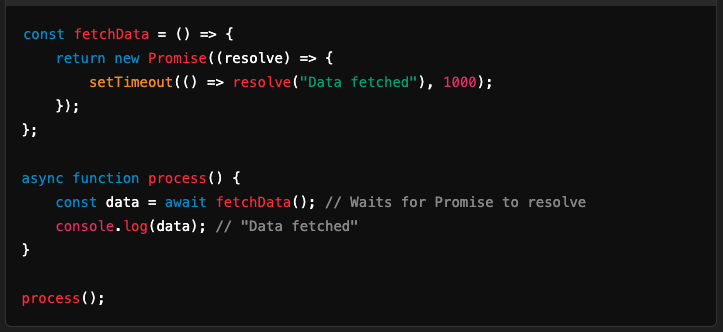 const fetchData = () => {
    return new Promise((resolve) => {
        setTimeout(() => resolve("Data fetched"), 1000);
    });
};

async function process() {
    const data = await fetchData(); // Waits for Promise to resolve
    console.log(data); // "Data fetched"
}

process();